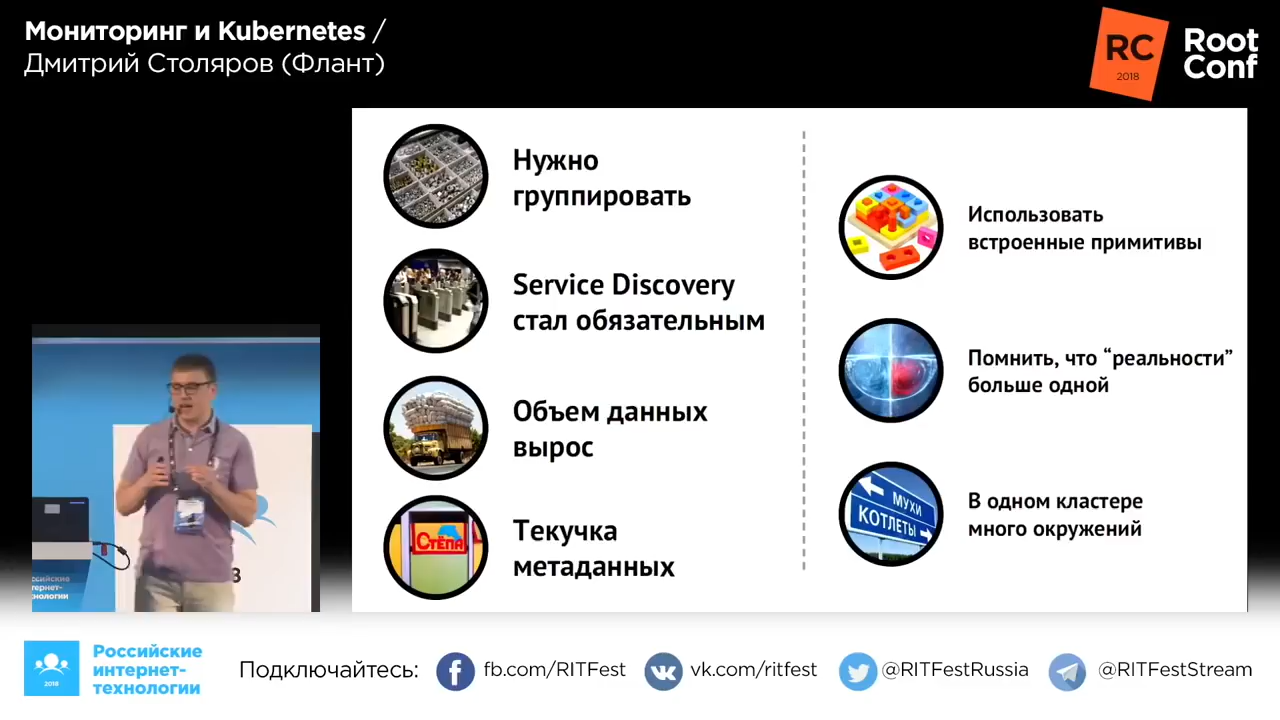 Мониторинг и Kubernetes /
Дмитрий Столяров (Флант)
RC
2018
Root
Conf
Нужно
группировать
Service Discovery
стал обязательным
Объем данных
вырос
СТЁПА
Текучка
метаданных
Использовать
встроенные примитивы
Помнить, что “реальности”
больше одной
МУХИ
КОТЛЕТЫ
В одном кластере
много окружений
2018
Российские
интернет-
технологии
Подключайтесь:
fb.com/RITFest
vk.com/ritfest
@RITFestRussia
@RITFestStream